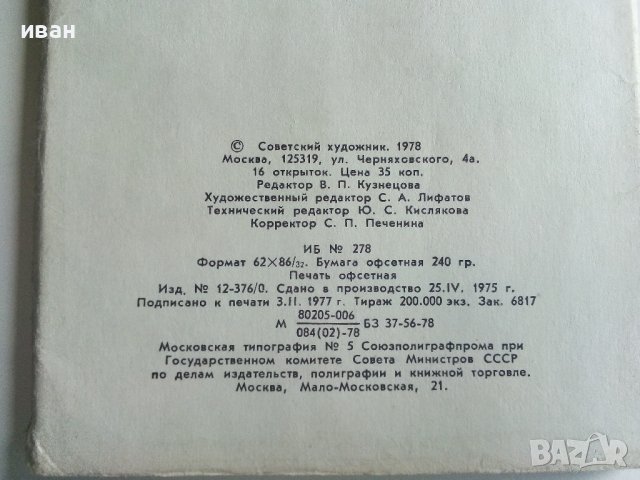 иван
© Советский художник. 1978
Москва, 125319, ул. Черняховского, 4а.
16 открыток. Цена 35 коп.
Редактор В. П. Кузнецова
Художественный редактор С. А. Лифатов
Технический редактор Ю. С. Кислякова
Корректор С. П. Печенина
ИБ № 278
Формат 62×86/32. Бумага офсетная 240 гр.
Печать офсетная
Изд. № 12-376/0. Сдано в производство 25.IV. 1975 г.
Подписано к печати 3.II. 1977 г. Тираж 200.000 экз. Зак. 6817
80205-006
М БЗ 37-56-78
084(02)-78
Московская типография № 5 Союзполиграфпрома при
Государственном комитете Совета Министров СССР
по делам издательств, полиграфии и книжной торговле.
Москва, Мало-Московская, 21.
BAZAR